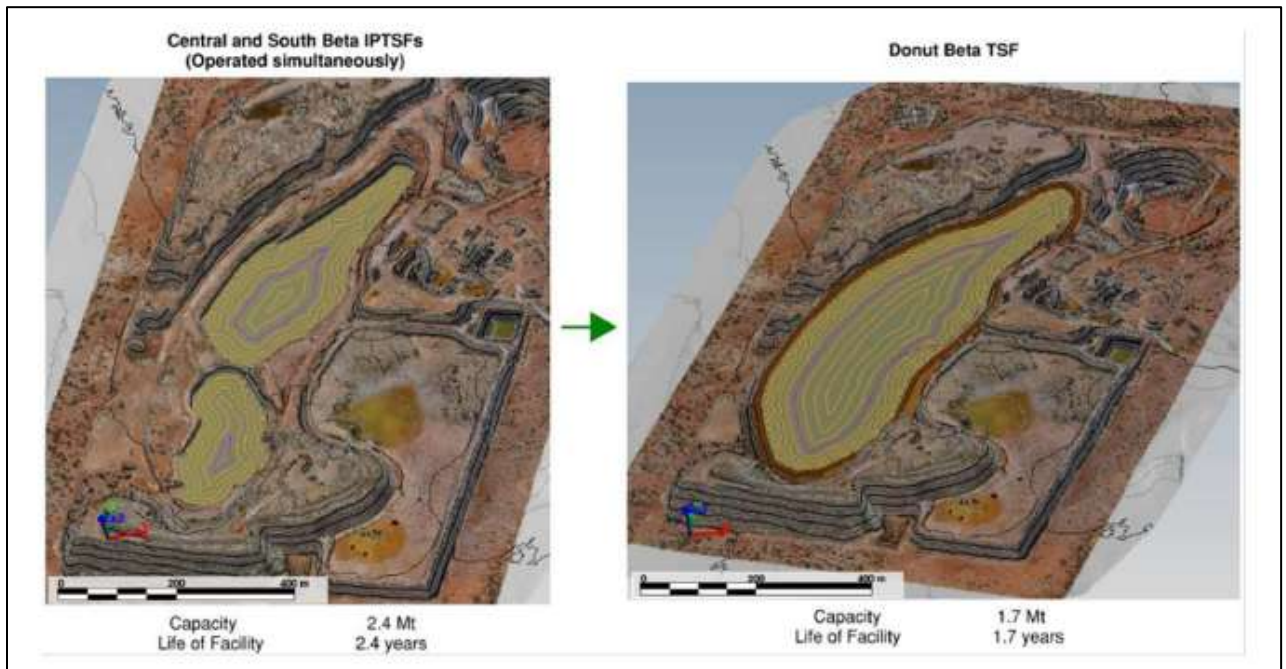 Central and South Beta IPTSFs
(Operated simultaneously)
Donut Beta TSF
0 200 400 m
0 200 400 m
Capacity 2.4 Mt
Life of Facility 2.4 years
Capacity 1.7 Mt
Life of Facility 1.7 years